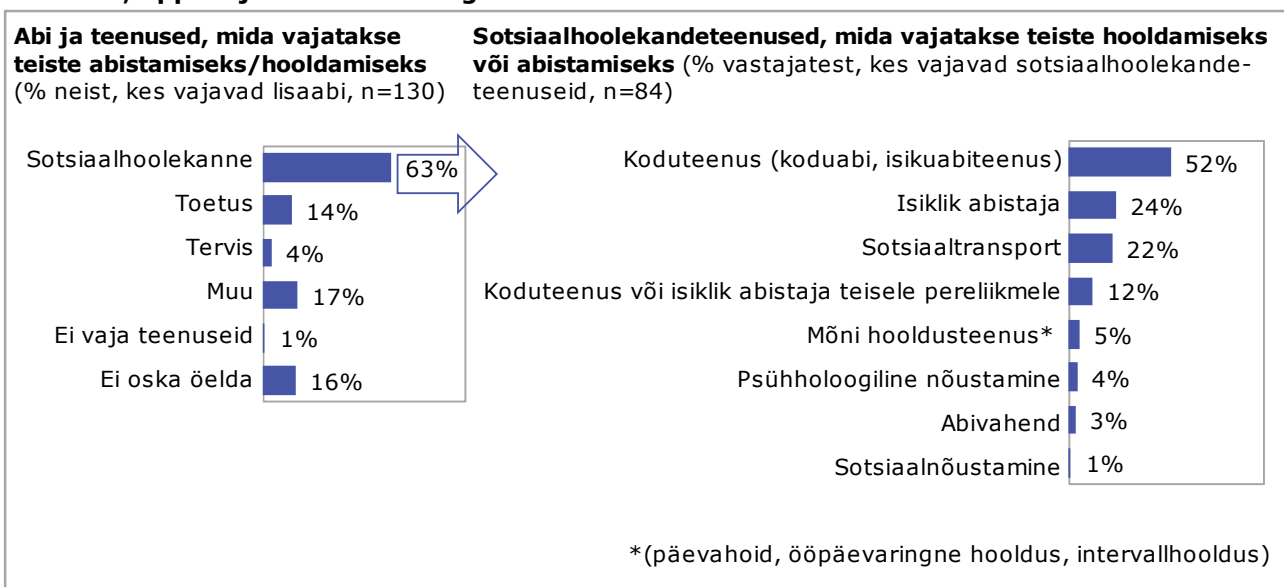 Abi ja teenused, mida vajatakse
teiste abistamiseks/hooldamiseks
(% neist, kes vajavad lisaabi, n=130)
Sotsiaalhoolekanne 63%
Toetus 14%
Tervis 4%
Muu 17%
Ei vaja teenuseid 1%
Ei oska öelda 16%
Sotsiaalhoolekandeteenused, mida vajatakse teiste hooldamiseks
või abistamiseks (% vastajatest, kes vajavad sotsiaalhoolekande-
teenuseid, n=84)
Koduteenus (koduabi, isikuabiteenus) 52%
Isiklik abistaja 24%
Sotsiaaltransport 22%
Koduteenus või isiklik abistaja teisele pereliikmele 12%
Mõni hooldusteenus* 5%
Psühholoogiline nõustamine 4%
Abivahend 3%
Sotsiaalnõustamine 1%
*(päevahoid, ööpäevaringne hooldus, intervallhooldus)